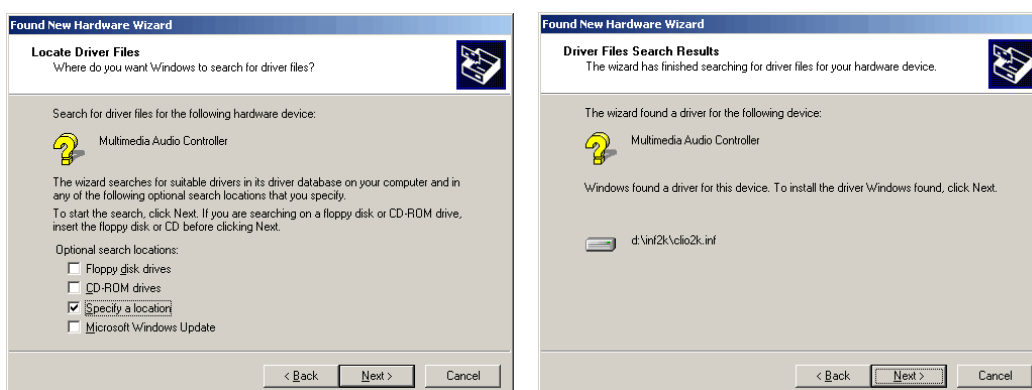 Found New Hardware Wizard
Locate Driver Files
Where do you want Windows to search for driver files?
Search for driver files for the following hardware device:
Multimedia Audio Controller
The wizard searches for suitable drivers in its driver database on your computer and in
any of the following optional search locations that you specify.
To start the search, click Next. If you are searching on a floppy disk or CD-ROM drive,
insert the floppy disk or CD before clicking Next.
Optional search locations:
Floppy disk drives
CD-ROM drives
Specify a location
Microsoft Windows Update
< Back
Next >
Cancel
Found New Hardware Wizard
Driver Files Search Results
The wizard has finished searching for driver files for your hardware device.
The wizard found a driver for the following device:
Multimedia Audio Controller
Windows found a driver for this device. To install the driver Windows found, click Next.
d:\inf2k\clio2k.inf
< Back
Next >
Cancel